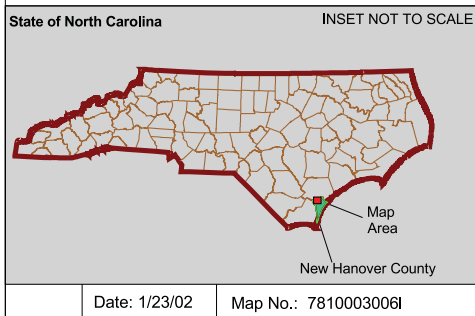 State of North Carolina
INSET NOT TO SCALE
Map
Area
New Hanover County
Date: 1/23/02
Map No.: 7810003006I